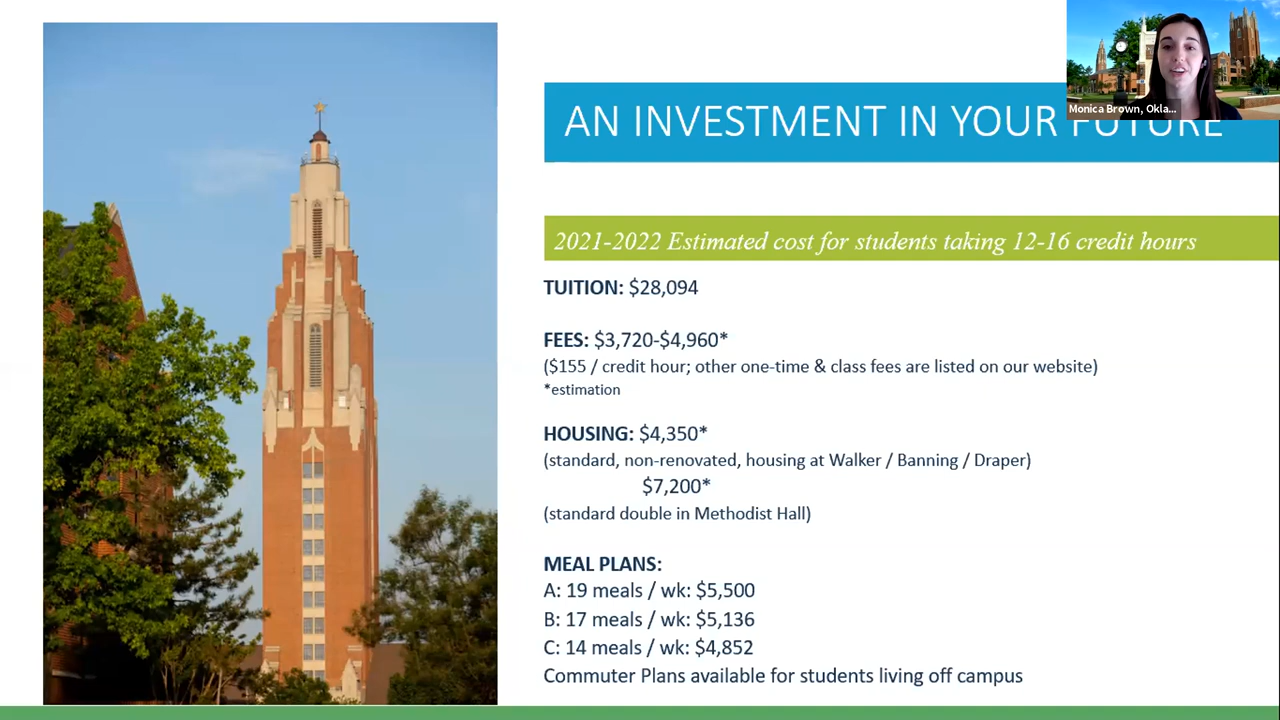 AN INVESTMENT IN YOUR FUTURE
Monica Brown, Okla...
2021-2022 Estimated cost for students taking 12-16 credit hours
TUITION: $28,094
FEES: $3,720-$4,960*
($155 / credit hour; other one-time & class fees are listed on our website)
*estimation
HOUSING: $4,350*
(standard, non-renovated, housing at Walker / Banning / Draper)
$7,200*
(standard double in Methodist Hall)
MEAL PLANS:
A: 19 meals / wk: $5,500
B: 17 meals / wk: $5,136
C: 14 meals / wk: $4,852
Commuter Plans available for students living off campus